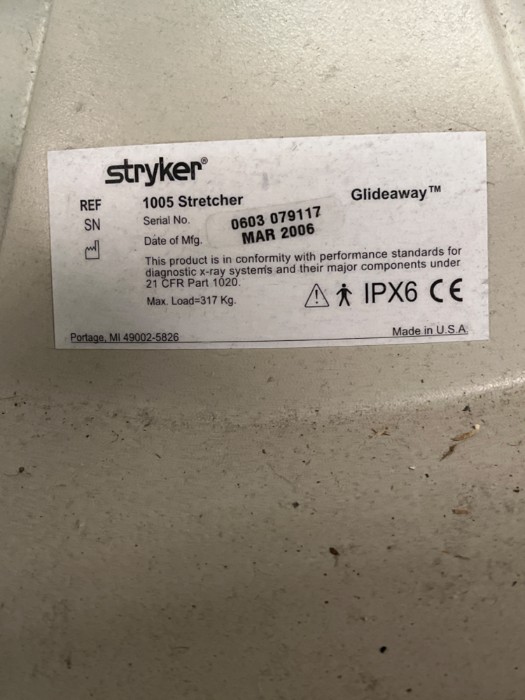 stryker®
REF 1005 Stretcher Glideaway™
SN Serial No. 0603 079117
Date of Mfg. MAR 2006
This product is in conformity with performance standards for
diagnostic x-ray systems and their major components under
21 CFR Part 1020.
Max. Load=317 Kg. IPX6 CE
Portage, MI 49002-5826 Made in U.S.A.